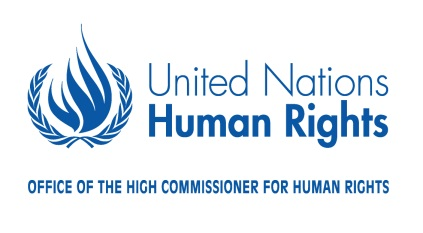 United Nations
Human Rights
OFFICE OF THE HIGH COMMISSIONER FOR HUMAN RIGHTS